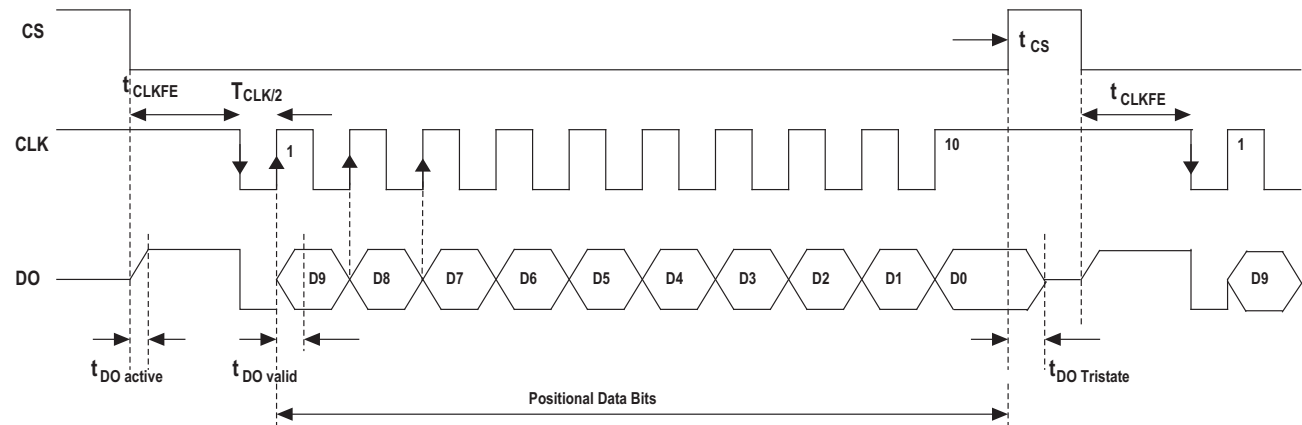 CS
t CS
t CLKFE
T CLK/2
t CLKFE
CLK
1
10
1
DO
D9
D8
D7
D6
D5
D4
D3
D2
D1
D0
D9
t DO active
t DO valid
t DO Tristate
Positional Data Bits